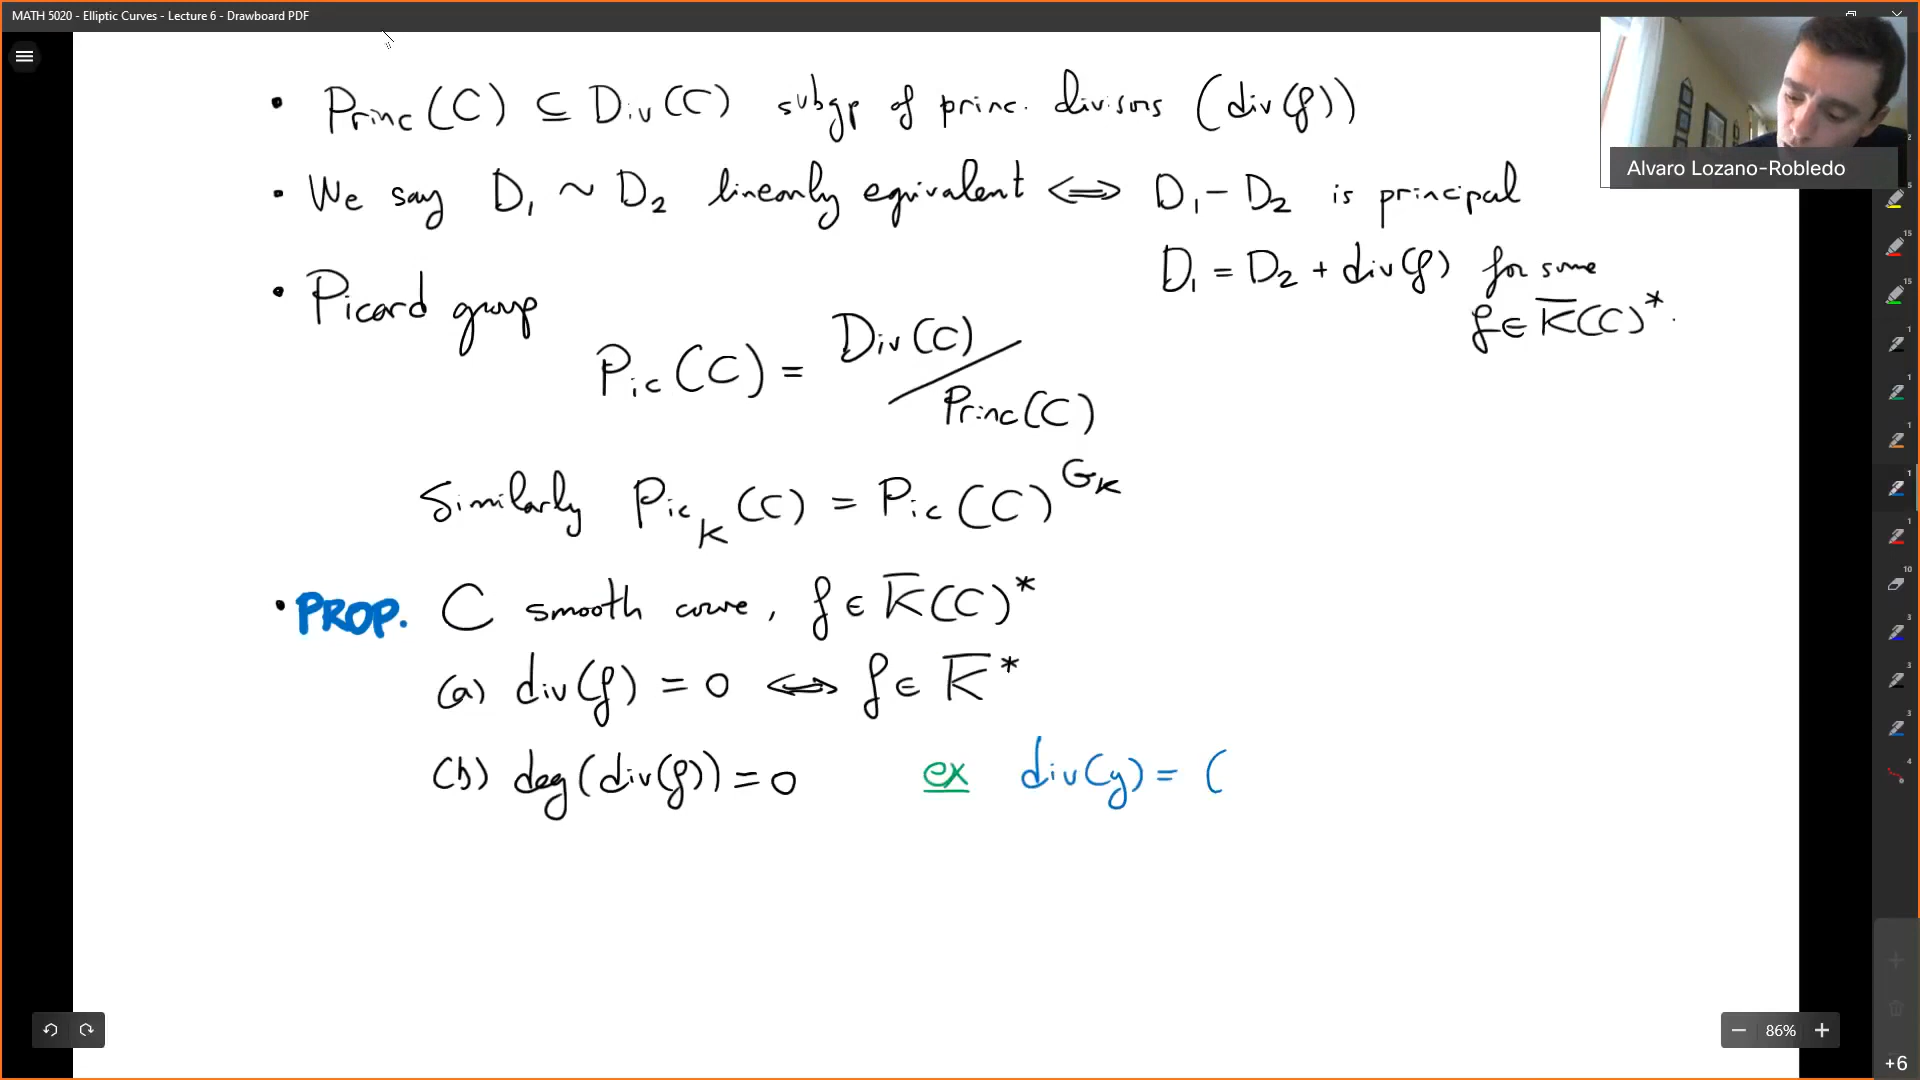 MATH 5020 - Elliptic Curves - Lecture 6 - Drawboard PDF
• Princ(C) ⊆ Div(C) subgp of princ. divisors (div(f))
Alvaro Lozano-Robledo
• We say D₁ ~ D₂ linearly equivalent ⟺ D₁ - D₂ is principal
D₁ = D₂ + div(f) for some
f ∈ K̅(C)*.
• Picard group
Pic(C) = Div(C) / Princ(C)
Similarly Pic_K(C) = Pic(C)^{G_K}
• PROP. C smooth curve, f ∈ K̅(C)*
(a) div(f) = 0 ⟺ f ∈ K̅*
(b) deg(div(f)) = 0 ex div(y) = (
86%
+6